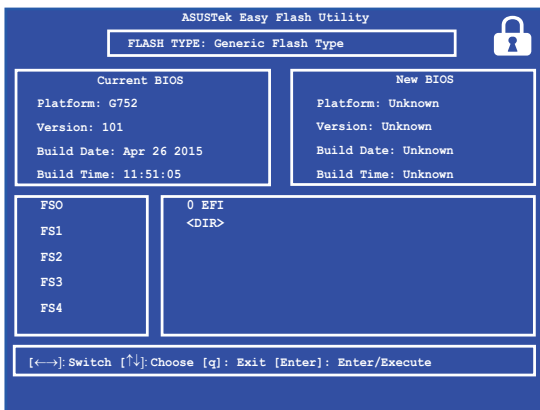 ASUSTek Easy Flash Utility
FLASH TYPE: Generic Flash Type
Current BIOS
Platform: G752
Version: 101
Build Date: Apr 26 2015
Build Time: 11:51:05
New BIOS
Platform: Unknown
Version: Unknown
Build Date: Unknown
Build Time: Unknown
FSO
FS1
FS2
FS3
FS4
0 EFI
<DIR>
[←→]: Switch [↑↓]: Choose [q]: Exit [Enter]: Enter/Execute